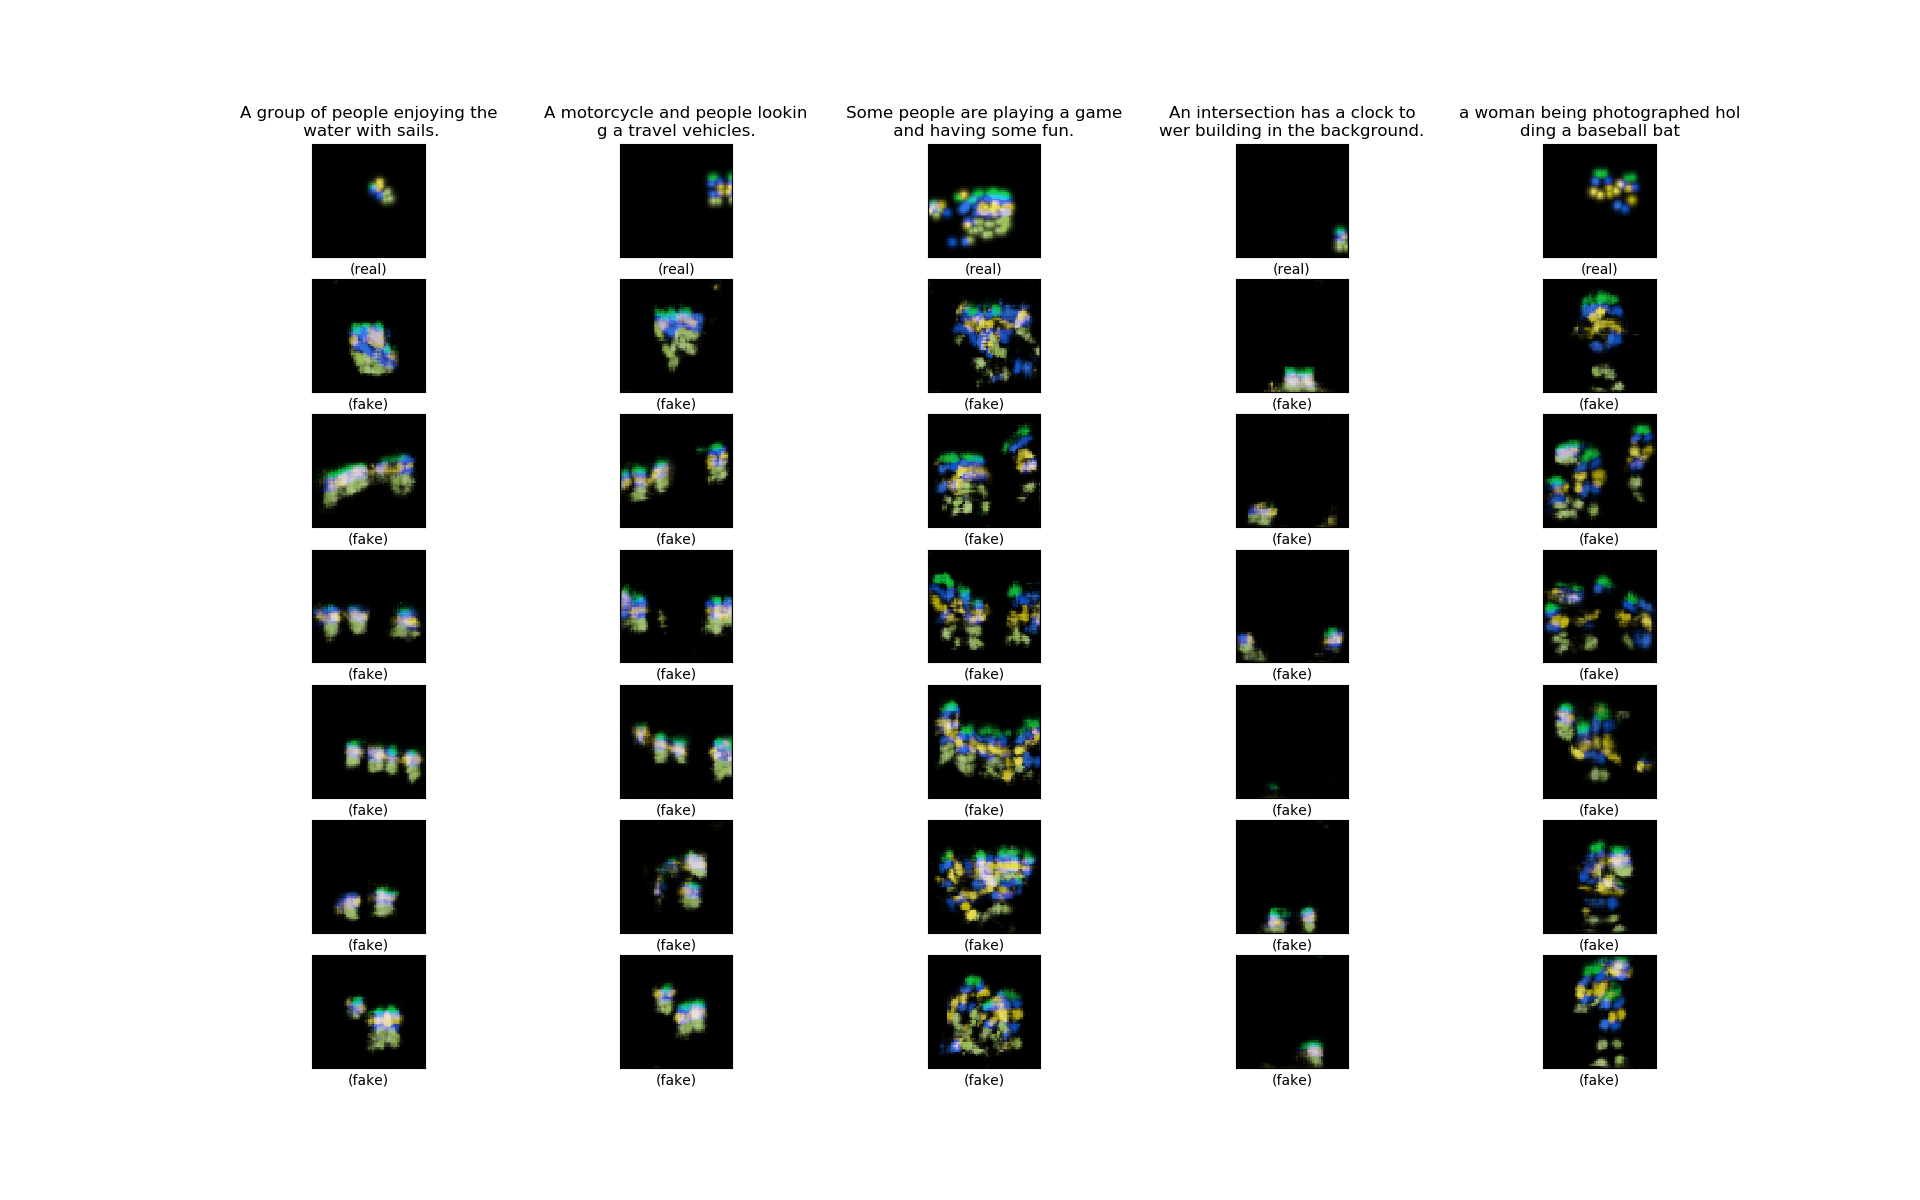 A group of people enjoying the
water with sails.
A motorcycle and people lookin
g a travel vehicles.
Some people are playing a game
and having some fun.
An intersection has a clock to
wer building in the background.
a woman being photographed hol
ding a baseball bat
(real) (real) (real) (real) (real)
(fake) (fake) (fake) (fake) (fake)
(fake) (fake) (fake) (fake) (fake)
(fake) (fake) (fake) (fake) (fake)
(fake) (fake) (fake) (fake) (fake)
(fake) (fake) (fake) (fake) (fake)
(fake) (fake) (fake) (fake) (fake)